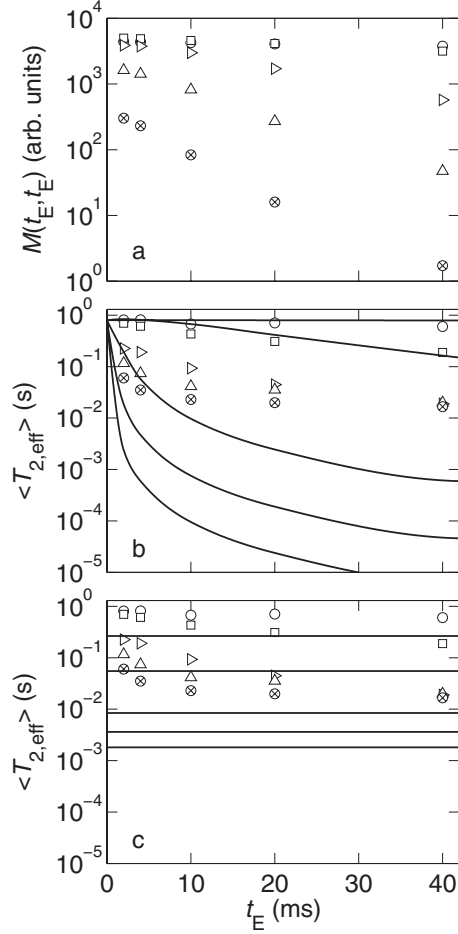 10^4
10^3
10^2
10^1
10^0
M(t_E,t_E) (arb. units)
a
10^0
10^-1
10^-2
10^-3
10^-4
10^-5
<T_2,eff> (s)
b
10^0
10^-1
10^-2
10^-3
10^-4
10^-5
<T_2,eff> (s)
c
0 10 20 30 40
t_E (ms)